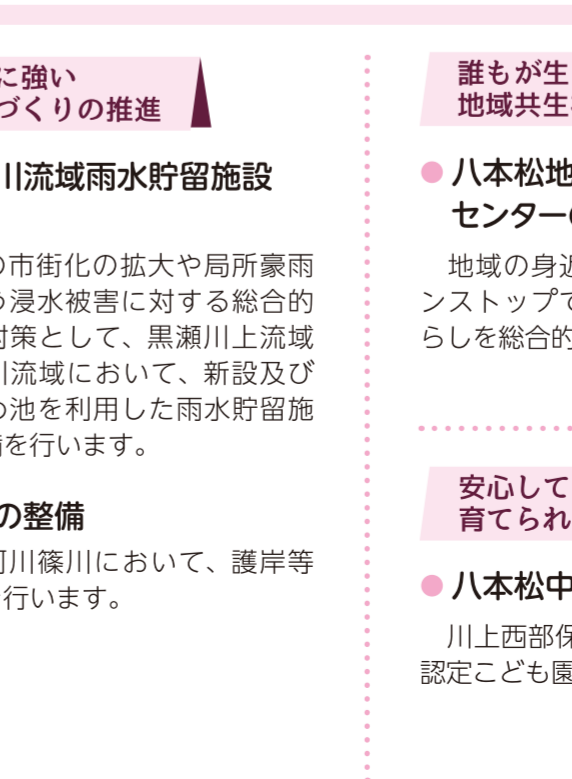 に強い
づくりの推進
川流域雨水貯留施設
の市街化の拡大や局所豪雨
う浸水被害に対する総合的
対策として、黒瀬川上流域
川流域において、新設及び
め池を利用した雨水貯留施
備を行います。
の整備
河川篠川において、護岸等
を行います。
誰もが生
地域共生
● 八本松地
センターの
地域の身近
ンストップで
らしを総合的
安心して
育てられ
● 八本松中
川上西部保
認定こども園